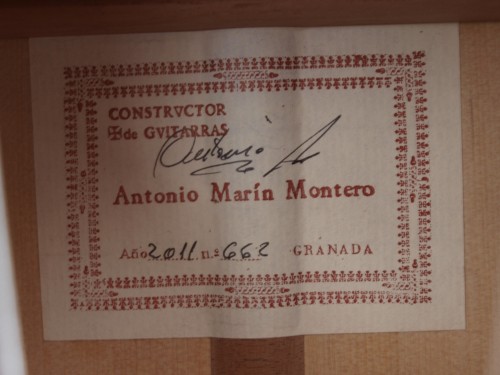 CONSTRVCTOR
✠de GVITARRAS
Antonio Marín Montero
Año 2011 n.º 662 GRANADA